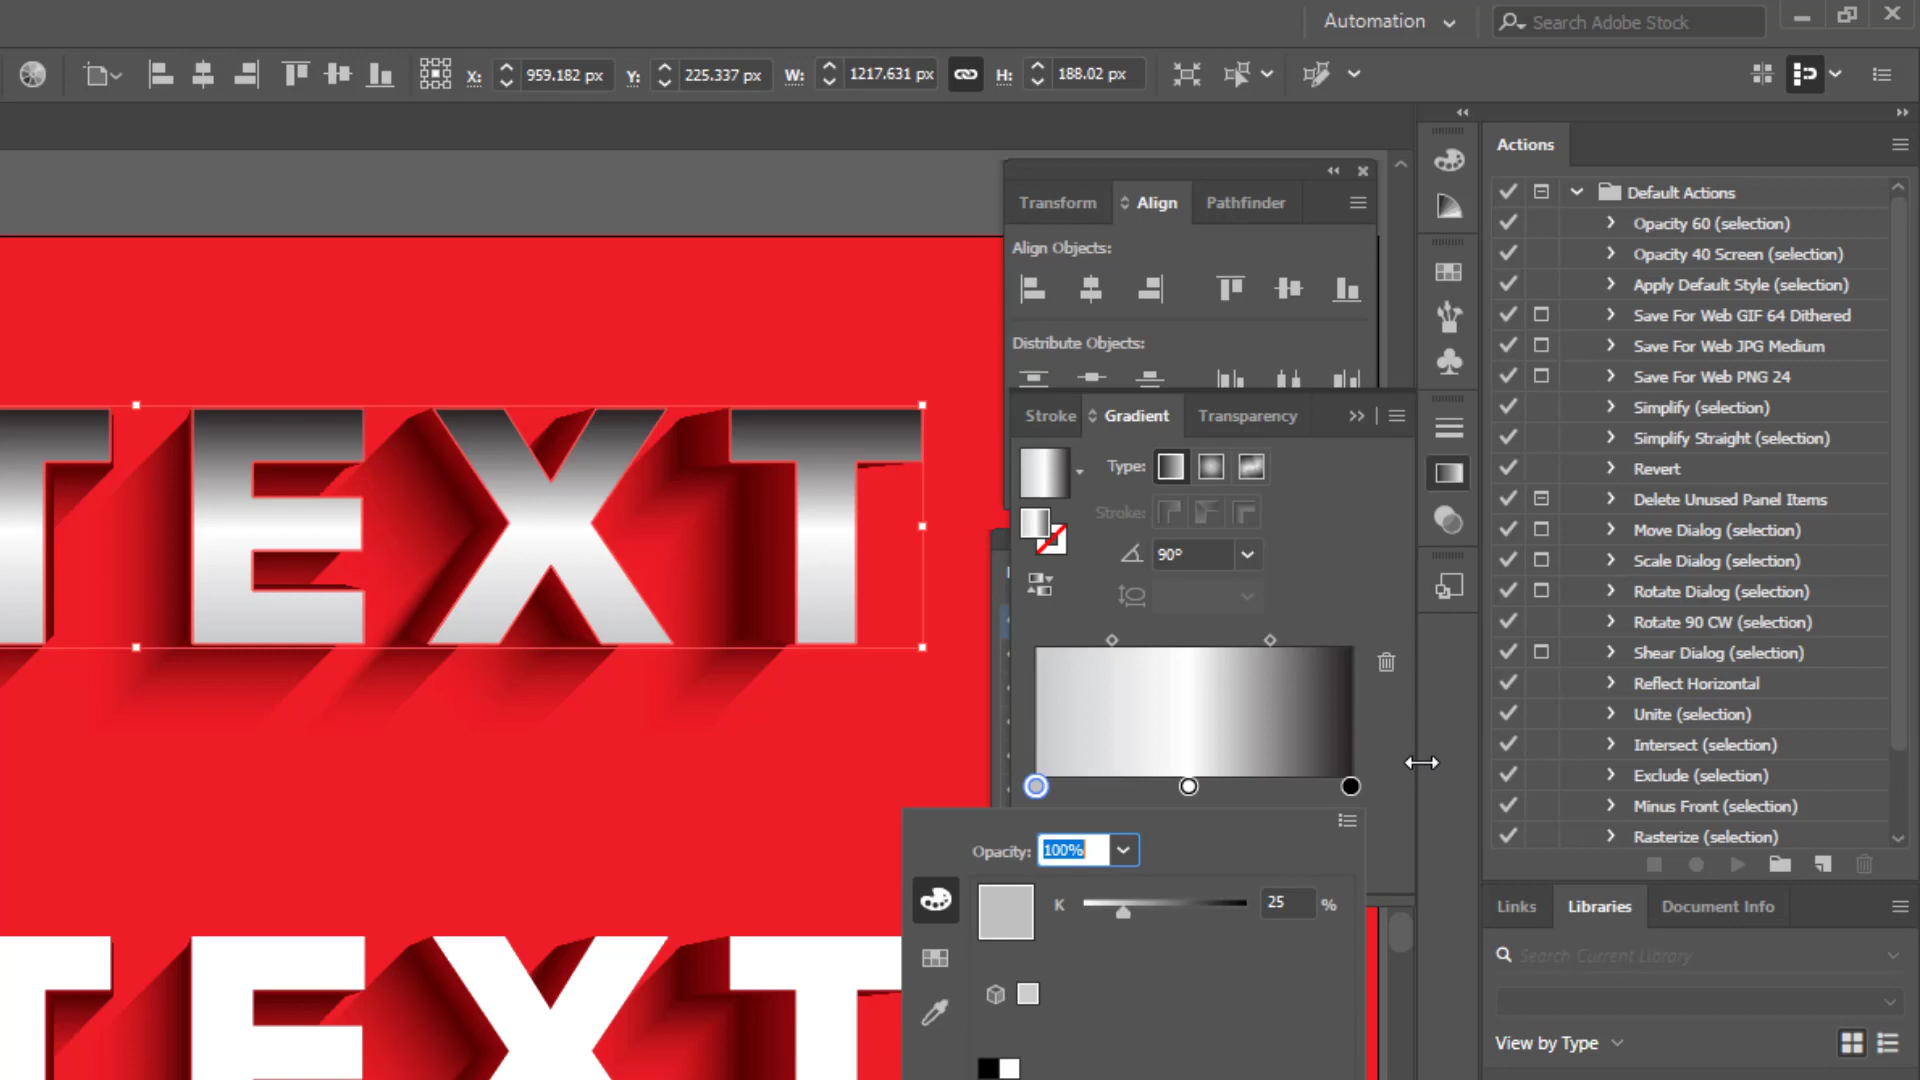 Automation
Search Adobe Stock
X: 959.182 px Y: 225.337 px W: 1217.631 px H: 188.02 px
Actions
Default Actions
Opacity 60 (selection)
Opacity 40 Screen (selection)
Apply Default Style (selection)
Save For Web GIF 64 Dithered
Save For Web JPG Medium
Save For Web PNG 24
Simplify (selection)
Simplify Straight (selection)
Revert
Delete Unused Panel Items
Move Dialog (selection)
Scale Dialog (selection)
Rotate Dialog (selection)
Rotate 90 CW (selection)
Shear Dialog (selection)
Reflect Horizontal
Unite (selection)
Intersect (selection)
Exclude (selection)
Minus Front (selection)
Rasterize (selection)
Transform Align Pathfinder
Align Objects:
Distribute Objects:
Stroke Gradient Transparency
Type:
Stroke:
90°
TEXT
Opacity: 100%
K 25 %
TEXT
Links Libraries Document Info
Search Current Library
View by Type